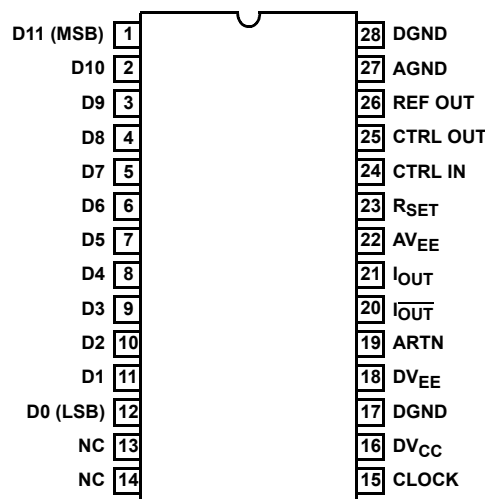 D11 (MSB) 1 28 DGND
D10 2 27 AGND
D9 3 26 REF OUT
D8 4 25 CTRL OUT
D7 5 24 CTRL IN
D6 6 23 RSET
D5 7 22 AVEE
D4 8 21 IOUT
D3 9 20 I̅O̅U̅T̅
D2 10 19 ARTN
D1 11 18 DVEE
D0 (LSB) 12 17 DGND
NC 13 16 DVCC
NC 14 15 CLOCK